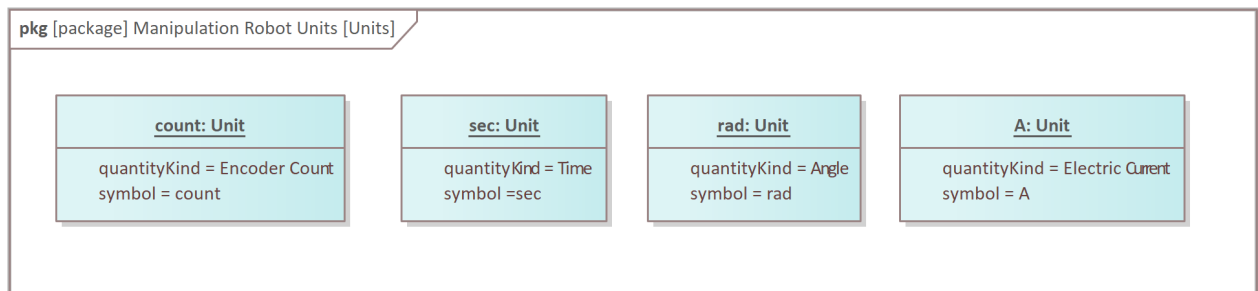 pkg [package] Manipulation Robot Units [Units]
count: Unit
quantityKind = Encoder Count
symbol = count
sec: Unit
quantityKind = Time
symbol =sec
rad: Unit
quantityKind = Angle
symbol = rad
A: Unit
quantityKind = Electric Current
symbol = A